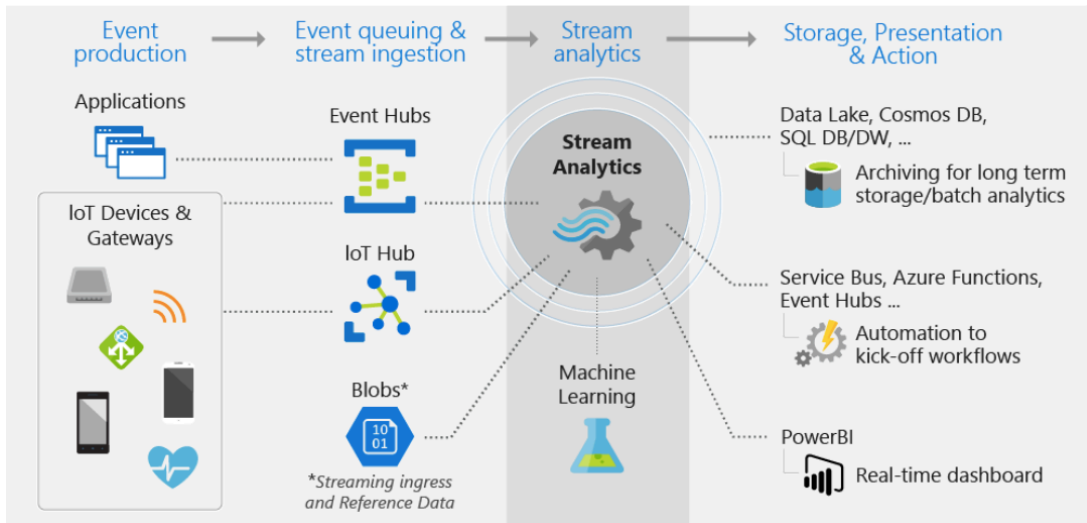 Event
production
Event queuing &
stream ingestion
Stream
analytics
Storage, Presentation
& Action
Applications
IoT Devices &
Gateways
Event Hubs
IoT Hub
Blobs*
10
01
*Streaming ingress
and Reference Data
Stream
Analytics
Machine
Learning
Data Lake, Cosmos DB,
SQL DB/DW, ...
Archiving for long term
storage/batch analytics
Service Bus, Azure Functions,
Event Hubs ...
Automation to
kick-off workflows
PowerBI
Real-time dashboard